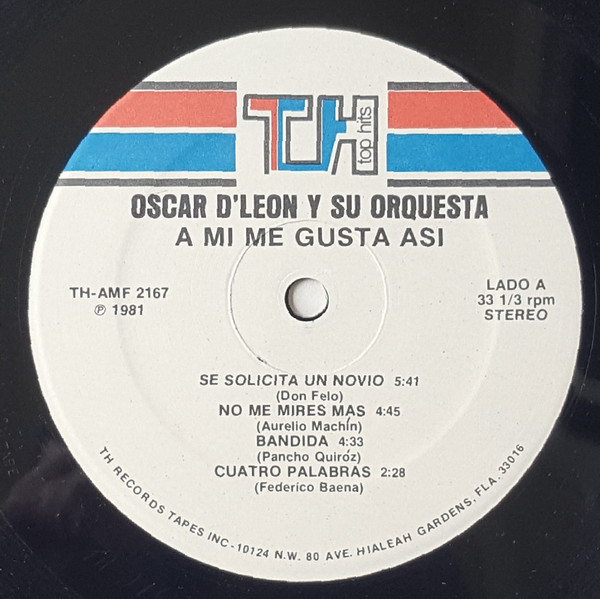 TH top hits
OSCAR D'LEON Y SU ORQUESTA
A MI ME GUSTA ASI
TH-AMF 2167
℗ 1981
LADO A
33 1/3 rpm
STEREO
SE SOLICITA UN NOVIO 5:41
(Don Felo)
NO ME MIRES MAS 4:45
(Aurelio Machín)
BANDIDA 4:33
(Pancho Quiróz)
CUATRO PALABRAS 2:28
(Federico Baena)
TH RECORDS TAPES INC - 10124 N.W. 80 AVE. HIALEAH GARDENS, FLA. 33016